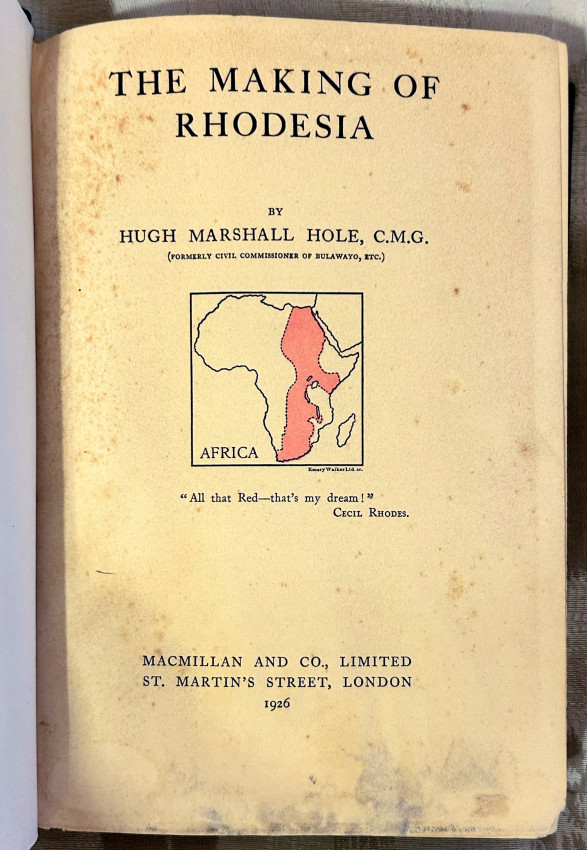 THE MAKING OF
RHODESIA
BY
HUGH MARSHALL HOLE, C.M.G.
(FORMERLY CIVIL COMMISSIONER OF BULAWAYO, ETC.)
AFRICA
Emery Walker Ltd. sc.
"All that Red—that's my dream!"
CECIL RHODES.
MACMILLAN AND CO., LIMITED
ST. MARTIN'S STREET, LONDON
1926